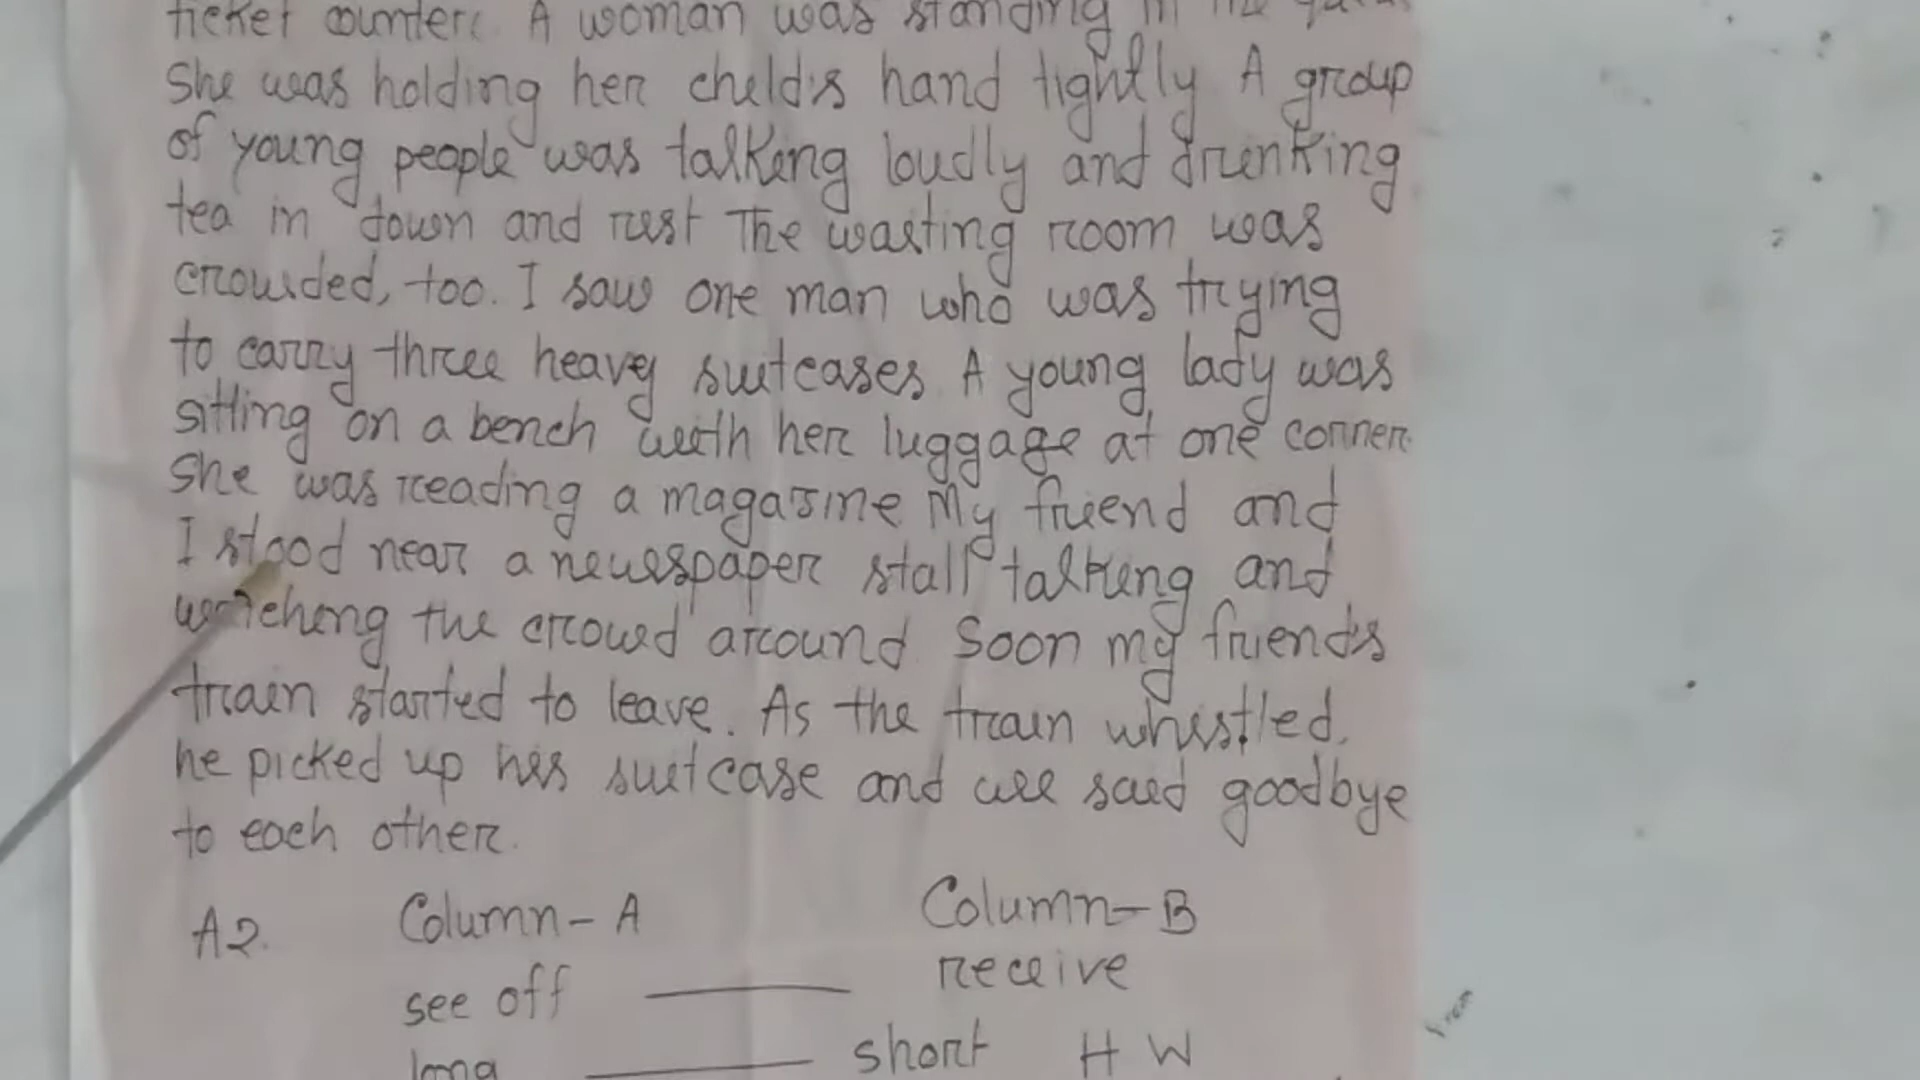 ticket counter. A woman was standing in the
She was holding her child's hand tightly. A group
of young people was talking loudly and drinking
tea in down and rest The waiting room was
crowded, too. I saw one man who was trying
to carry three heavy suitcases. A young lady was
sitting on a bench with her luggage at one corner.
She was reading a magazine. My friend and
I stood near a newspaper stall talking and
watching the crowd around. Soon my friend's
train started to leave. As the train whistled,
he picked up his suitcase and we said goodbye
to each other.
A2. Column-A Column-B
see off receive
long short H W